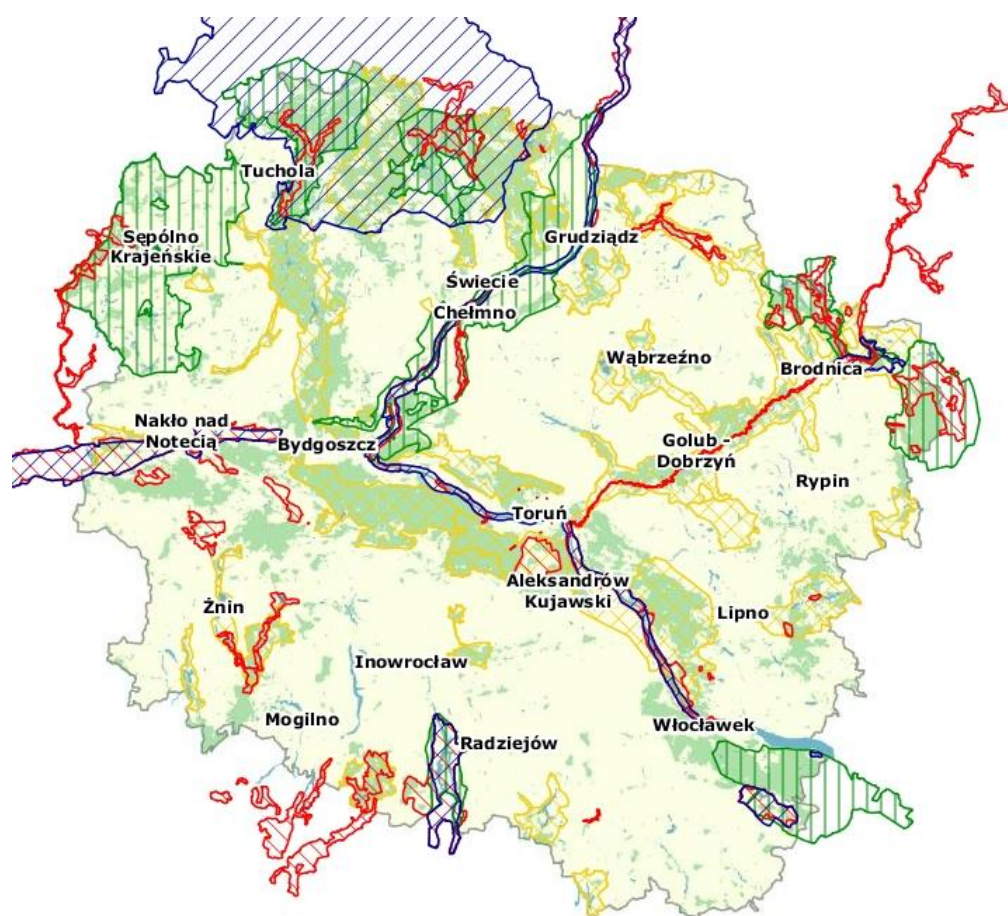 Tuchola
Sępólno
Krajeńskie
Grudziądz
Świecie
Chełmno
Wąbrzeźno
Brodnica
Nakło nad
Notecią
Bydgoszcz
Golub -
Dobrzyń
Rypin
Toruń
Aleksandrów
Kujawski
Żnin
Lipno
Inowrocław
Mogilno
Radziejów
Włocławek